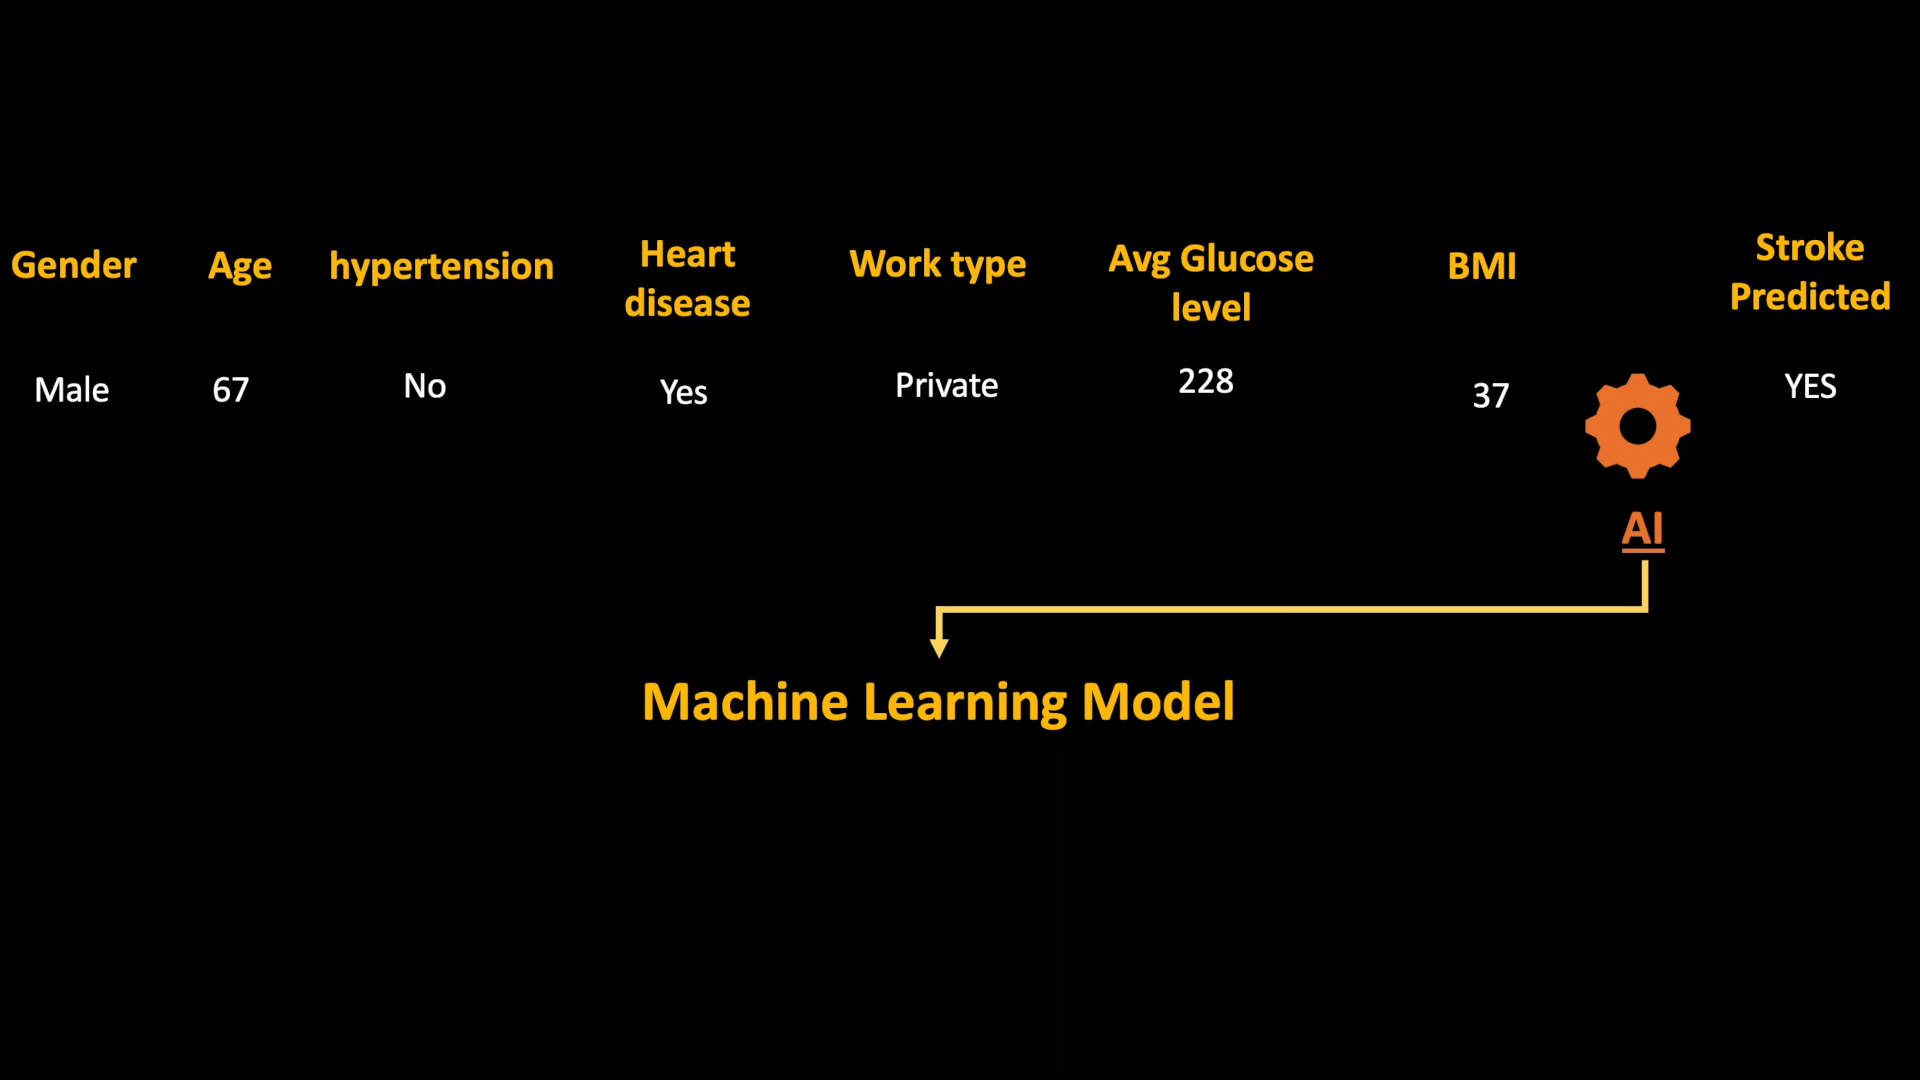 Gender Age hypertension Heart disease Work type Avg Glucose level BMI Stroke Predicted
Male 67 No Yes Private 228 37 YES
AI
Machine Learning Model